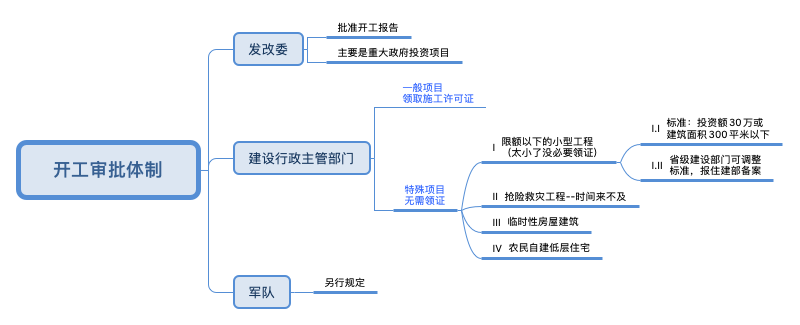 开工审批体制
发改委
批准开工报告
主要是重大政府投资项目
建设行政主管部门
一般项目
领取施工许可证
特殊项目
无需领证
I 限额以下的小型工程
（太小了没必要领证）
I.I 标准：投资额 30 万或
建筑面积 300 平米以下
I.II 省级建设部门可调整
标准，报住建部备案
II 抢险救灾工程--时间来不及
III 临时性房屋建筑
IV 农民自建低层住宅
军队
另行规定